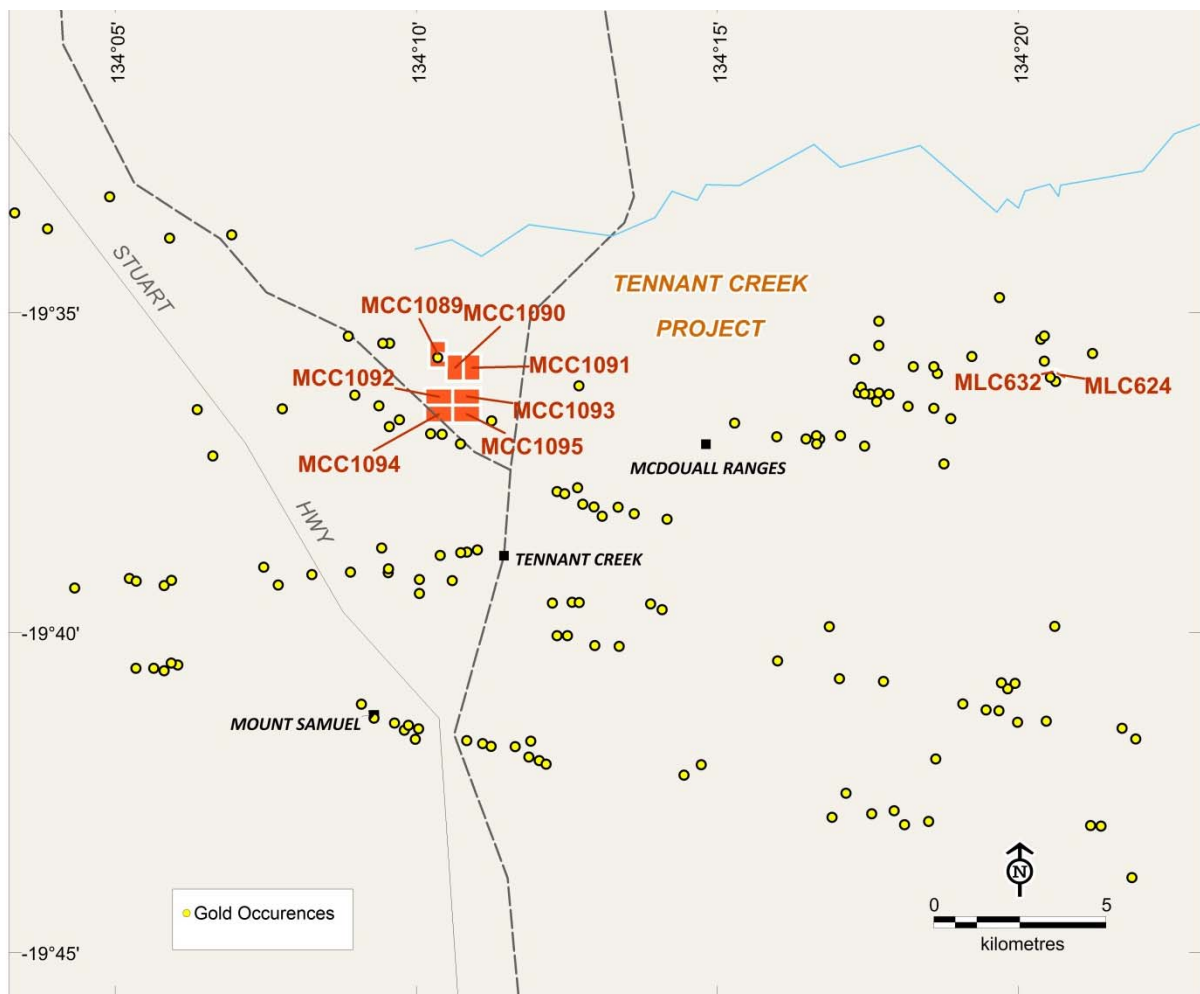 134°05'
134°10'
134°15'
134°20'
STUART
HWY
-19°35'
-19°40'
-19°45'
TENNANT CREEK
PROJECT
MCC1089
MCC1090
MCC1091
MCC1092
MCC1093
MCC1094
MCC1095
MLC632
MLC624
MCDOUALL RANGES
TENNANT CREEK
MOUNT SAMUEL
Gold Occurences
N
0 5
kilometres